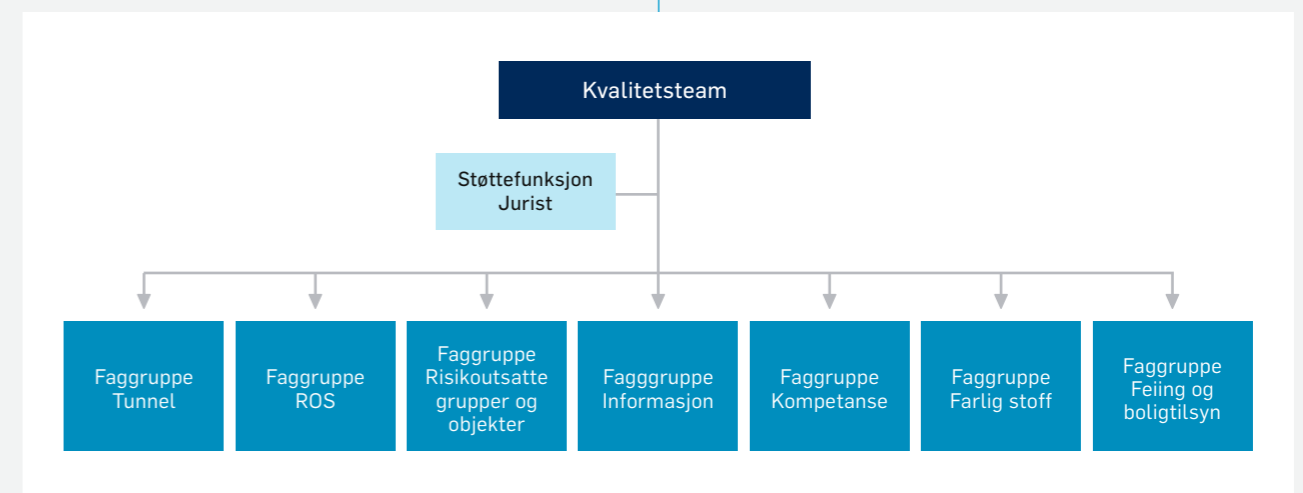 Kvalitetsteam
Støttefunksjon
Jurist
Faggruppe
Tunnel
Faggruppe
ROS
Faggruppe
Risikoutsatte
grupper og
objekter
Fagggruppe
Informasjon
Faggruppe
Kompetanse
Faggruppe
Farlig stoff
Faggruppe
Feiing og
boligtilsyn